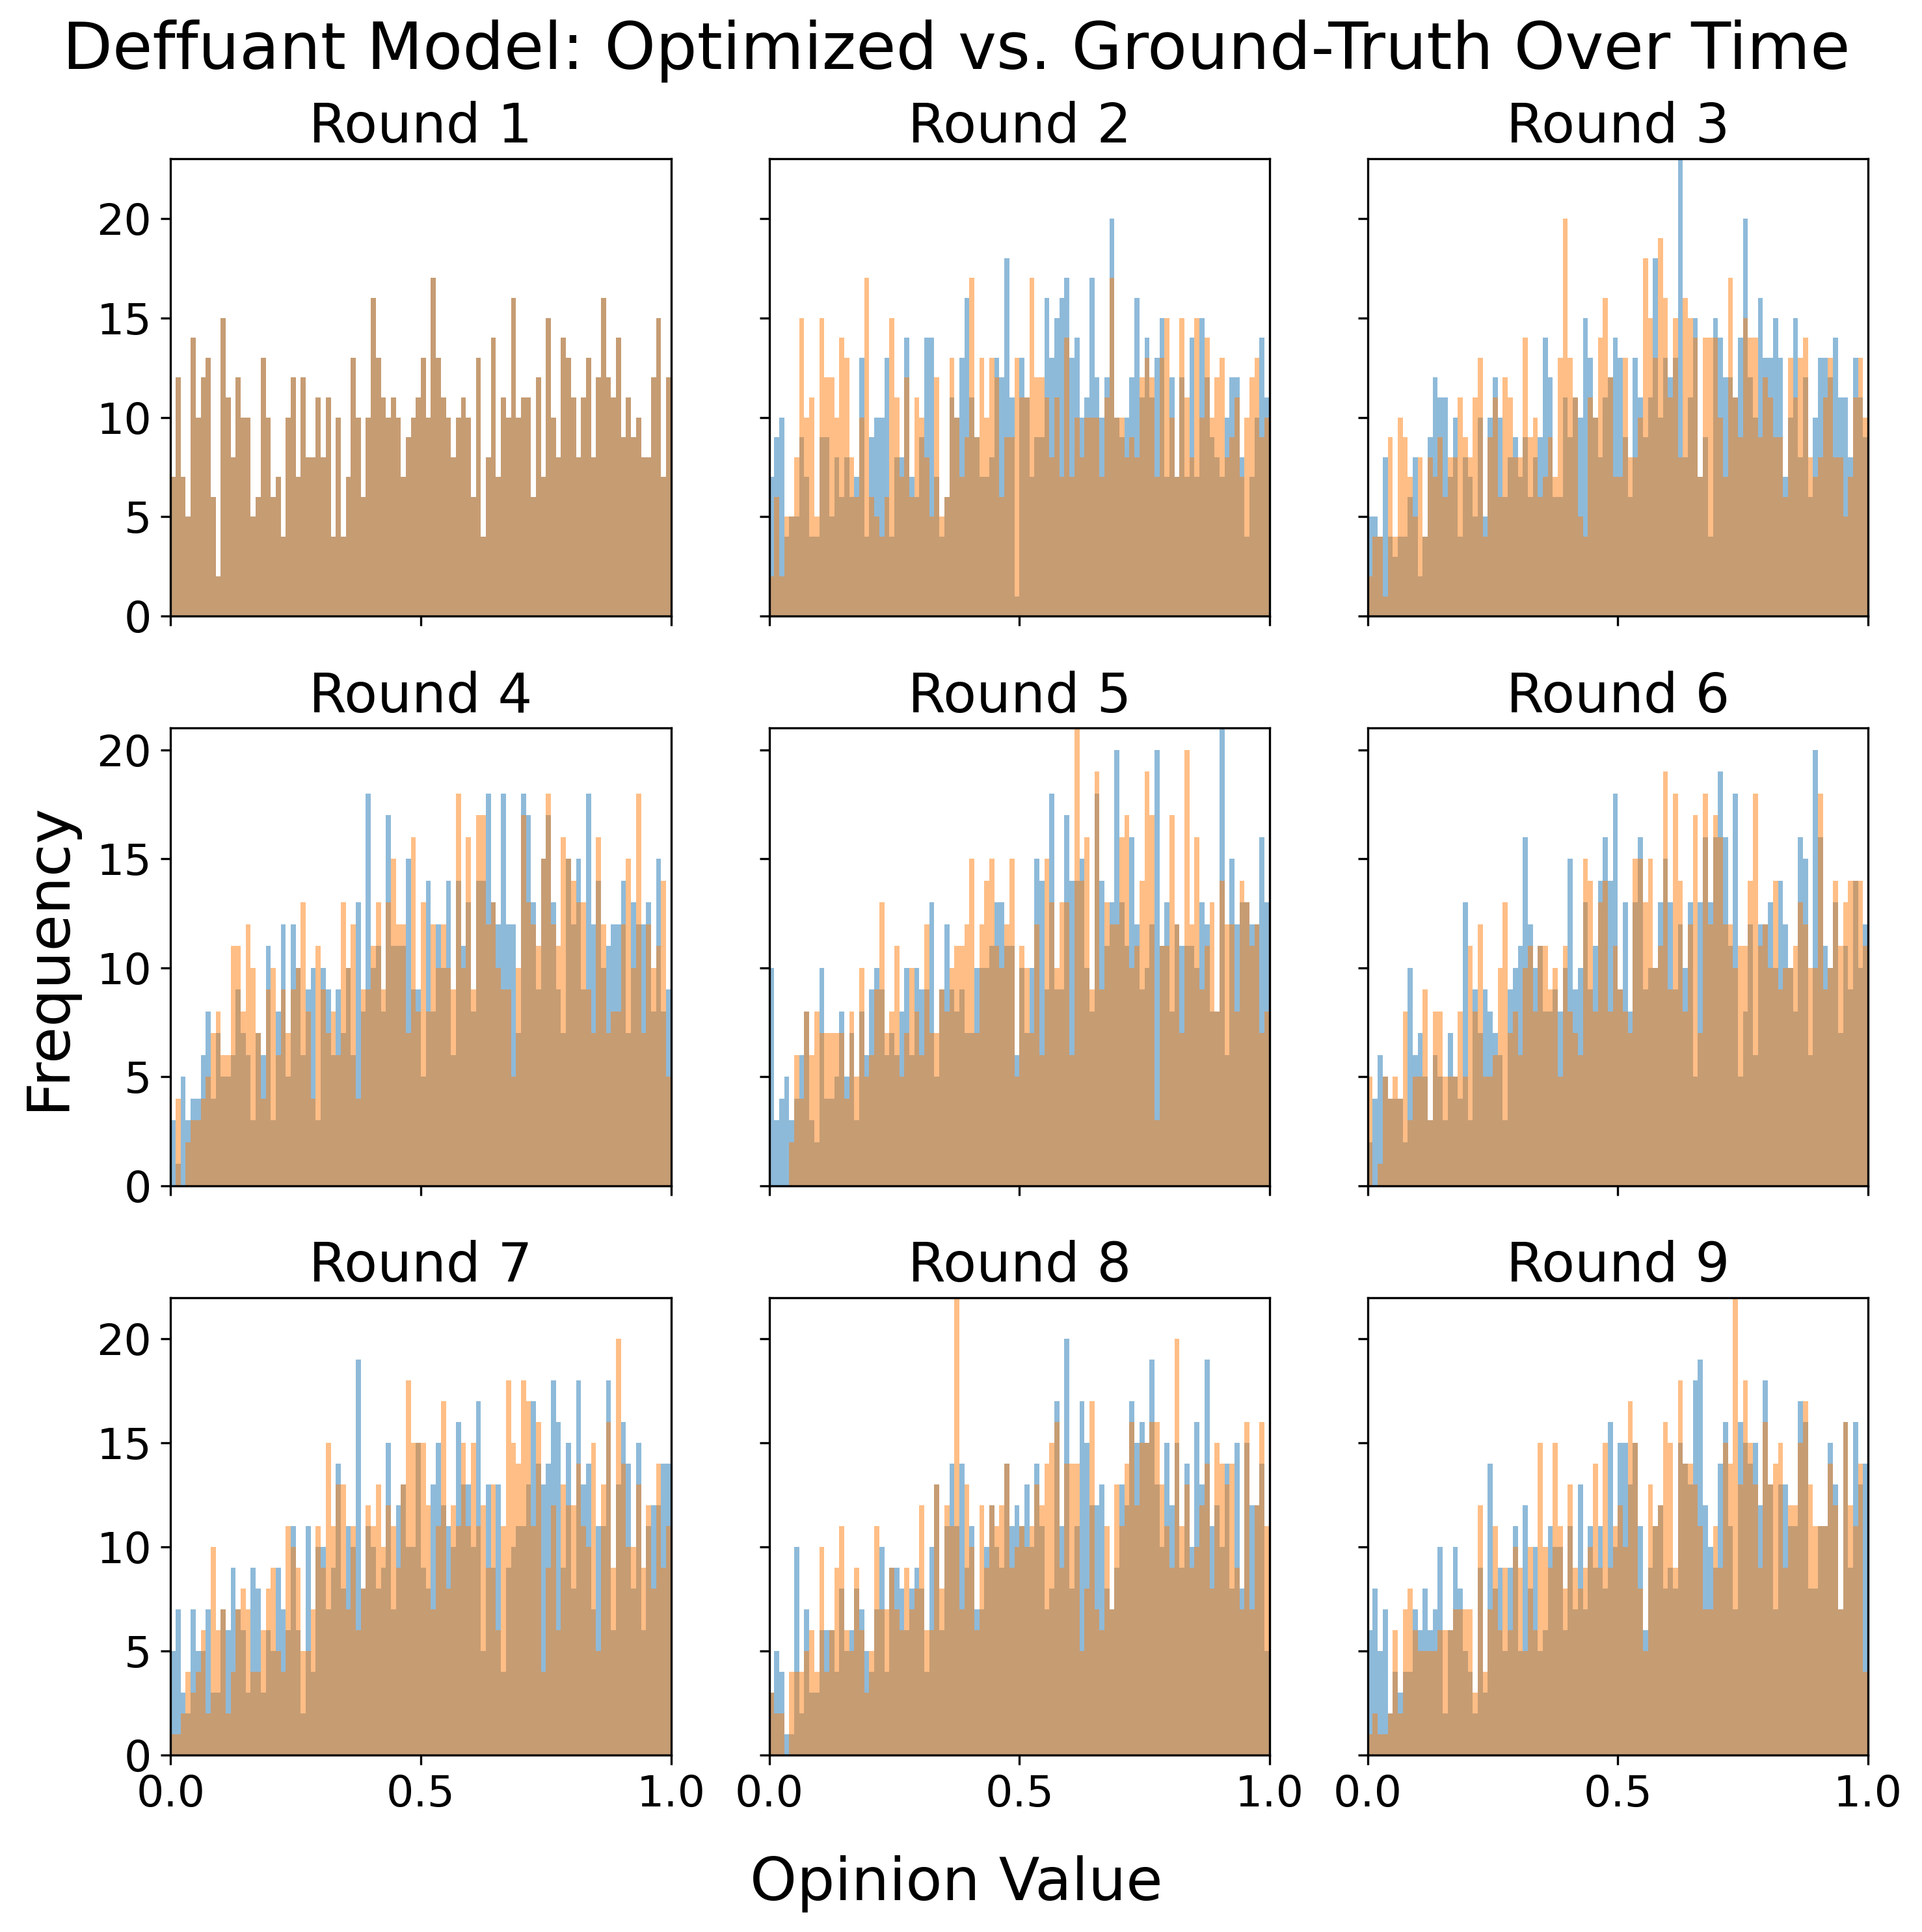 Deffuant Model: Optimized vs. Ground-Truth Over Time
Round 1
Round 2
Round 3
20
15
10
5
0
Round 4
Round 5
Round 6
20
15
10
5
0
Frequency
Round 7
Round 8
Round 9
20
15
10
5
0
0.0 0.5 1.0 0.0 0.5 1.0 0.0 0.5 1.0
Opinion Value